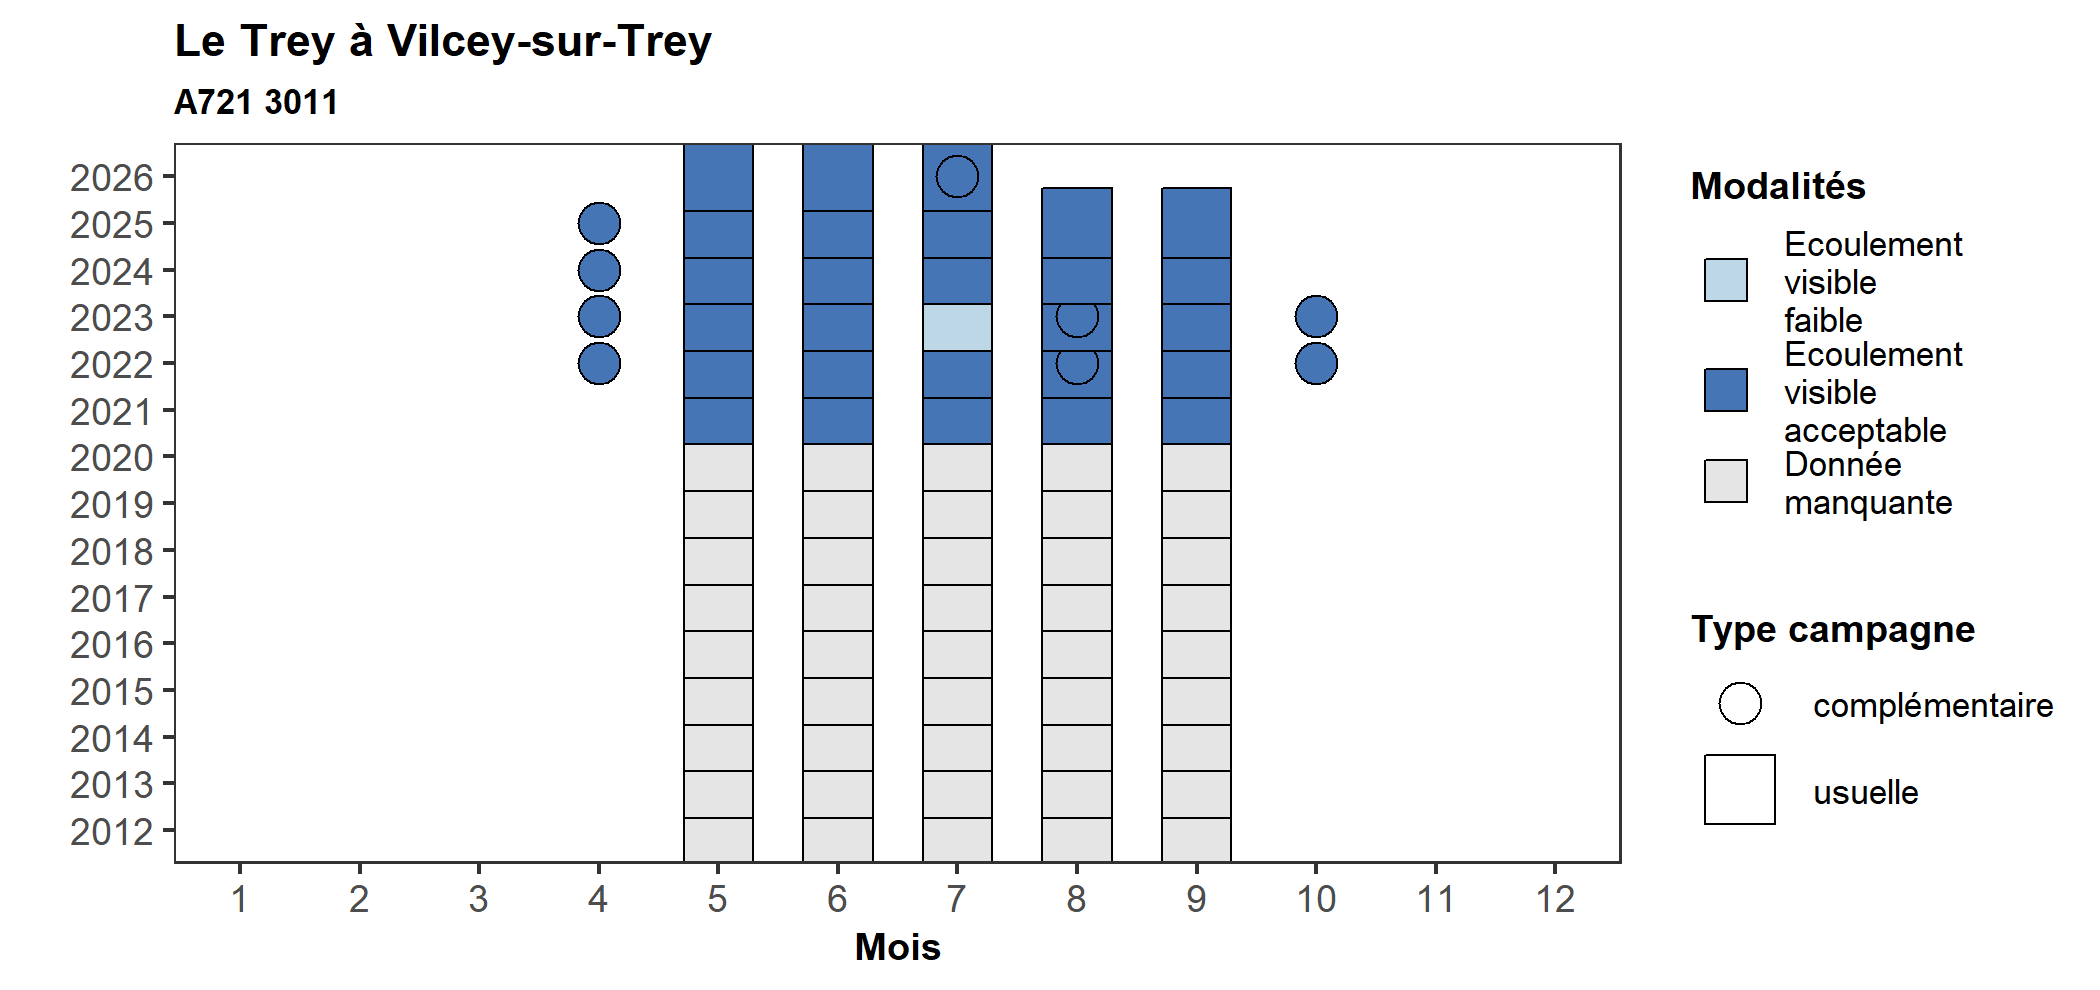 Le Trey à Vilcey-sur-Trey
A721 3011
2026
2025
2024
2023
2022
2021
2020
2019
2018
2017
2016
2015
2014
2013
2012
1 2 3 4 5 6 7 8 9 10 11 12
Mois
Modalités
Ecoulement
visible
faible
Ecoulement
visible
acceptable
Donnée
manquante
Type campagne
complémentaire
usuelle